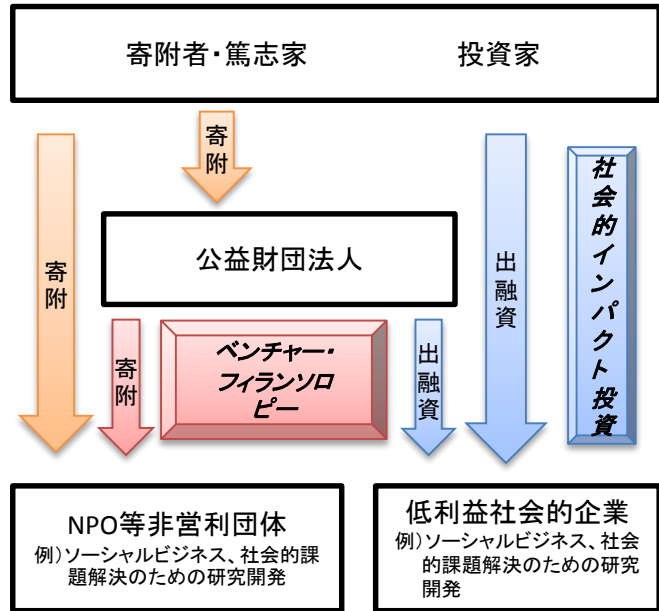 寄附者・篤志家 投資家
寄附
寄附
公益財団法人
出融資
社会的インパクト投資
寄附
ベンチャー・
フィランソロ
ピー
出融資
NPO等非営利団体
例)ソーシャルビジネス、社会的課
題解決のための研究開発
低利益社会的企業
例)ソーシャルビジネス、社会
的課題解決のための研究
開発